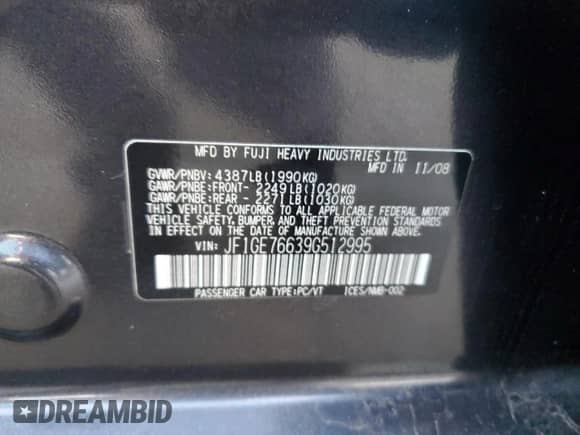 MFD BY FUJI HEAVY INDUSTRIES LTD.
MFD IN 11/08
GVWR/PNBV: 4387LB(1990KG)
GAWR/PNBE:FRONT- 2249LB(1020KG)
GAWR/PNBE:REAR - 2271LB(1030KG)
THIS VEHICLE CONFORMS TO ALL APPLICABLE FEDERAL MOTOR
VEHICLE SAFETY, BUMPER, AND THEFT PREVENTION STANDARDS
IN EFFECT ON THE DATE OF MANUFACTURE SHOWN ABOVE.
VIN: JF1GE76639G512995
PASSENGER CAR TYPE:PC/VT ICES/NMB-002
DREAMBID